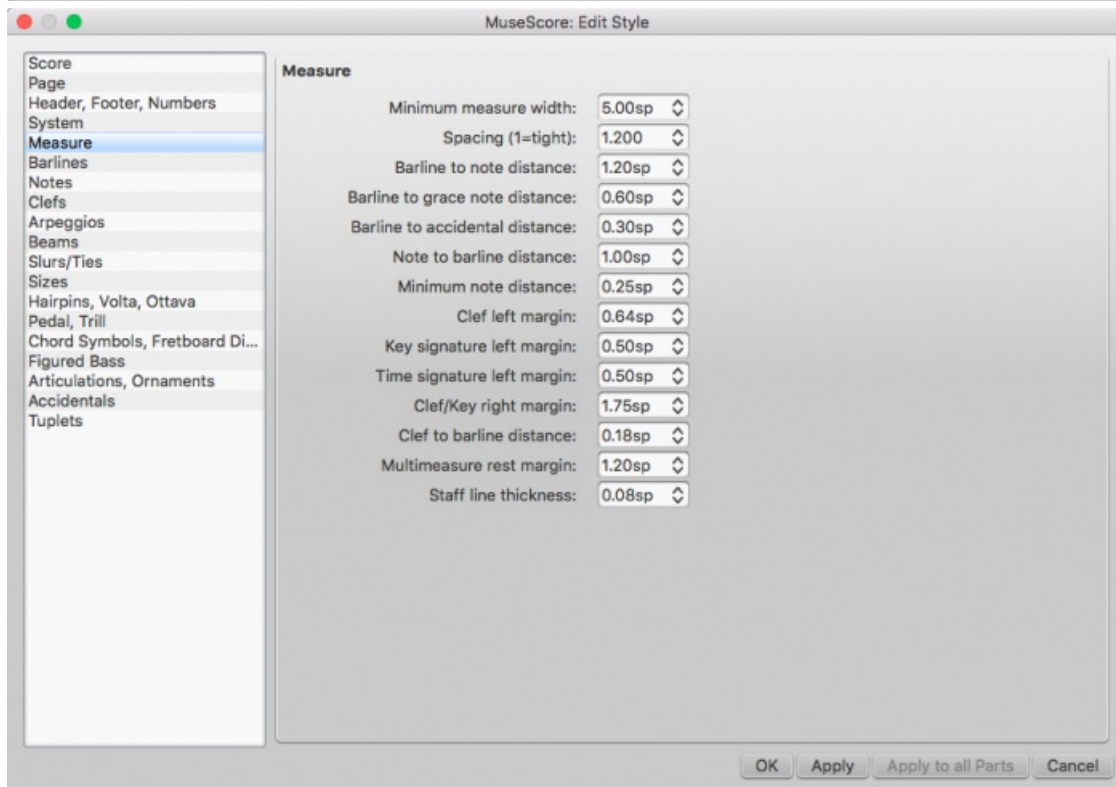 MuseScore: Edit Style
Score
Page
Header, Footer, Numbers
System
Measure
Barlines
Notes
Clefs
Arpeggios
Beams
Slurs/Ties
Sizes
Hairpins, Volta, Ottava
Pedal, Trill
Chord Symbols, Fretboard Di...
Figured Bass
Articulations, Ornaments
Accidentals
Tuplets
Measure
Minimum measure width: 5.00sp
Spacing (1=tight): 1.200
Barline to note distance: 1.20sp
Barline to grace note distance: 0.60sp
Barline to accidental distance: 0.30sp
Note to barline distance: 1.00sp
Minimum note distance: 0.25sp
Clef left margin: 0.64sp
Key signature left margin: 0.50sp
Time signature left margin: 0.50sp
Clef/Key right margin: 1.75sp
Clef to barline distance: 0.18sp
Multimeasure rest margin: 1.20sp
Staff line thickness: 0.08sp
OK Apply Apply to all Parts Cancel